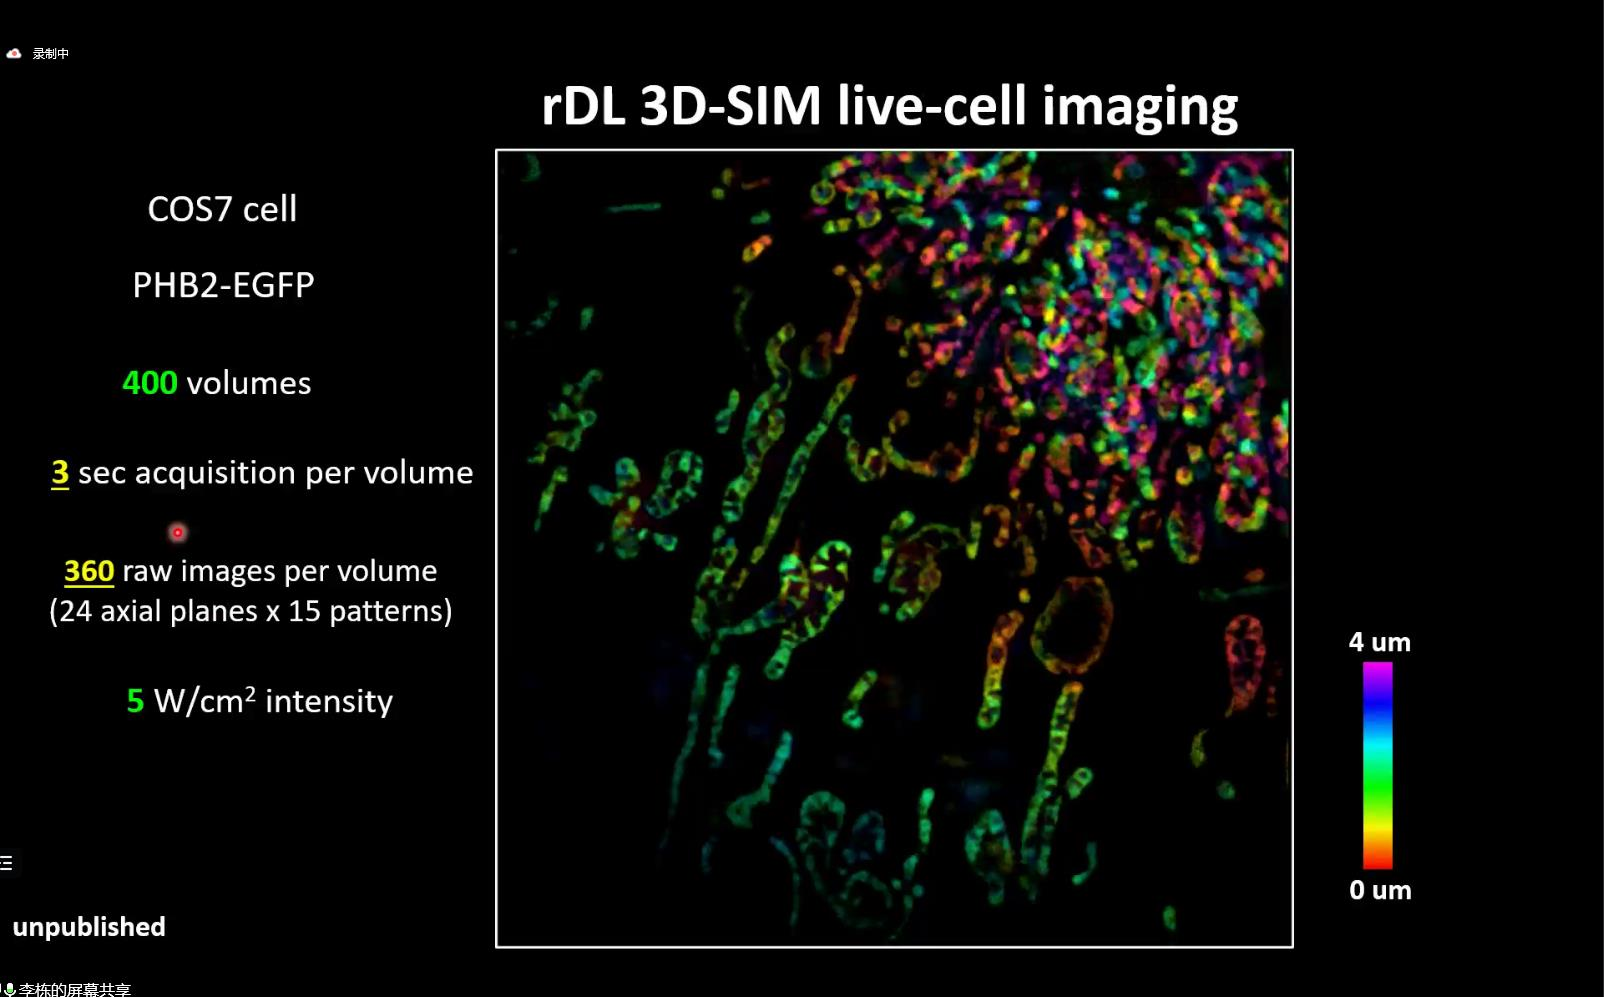 录制中
rDL 3D-SIM live-cell imaging
COS7 cell
PHB2-EGFP
400 volumes
3 sec acquisition per volume
360 raw images per volume
(24 axial planes x 15 patterns)
5 W/cm² intensity
4 um
0 um
unpublished
李栋的屏幕共享